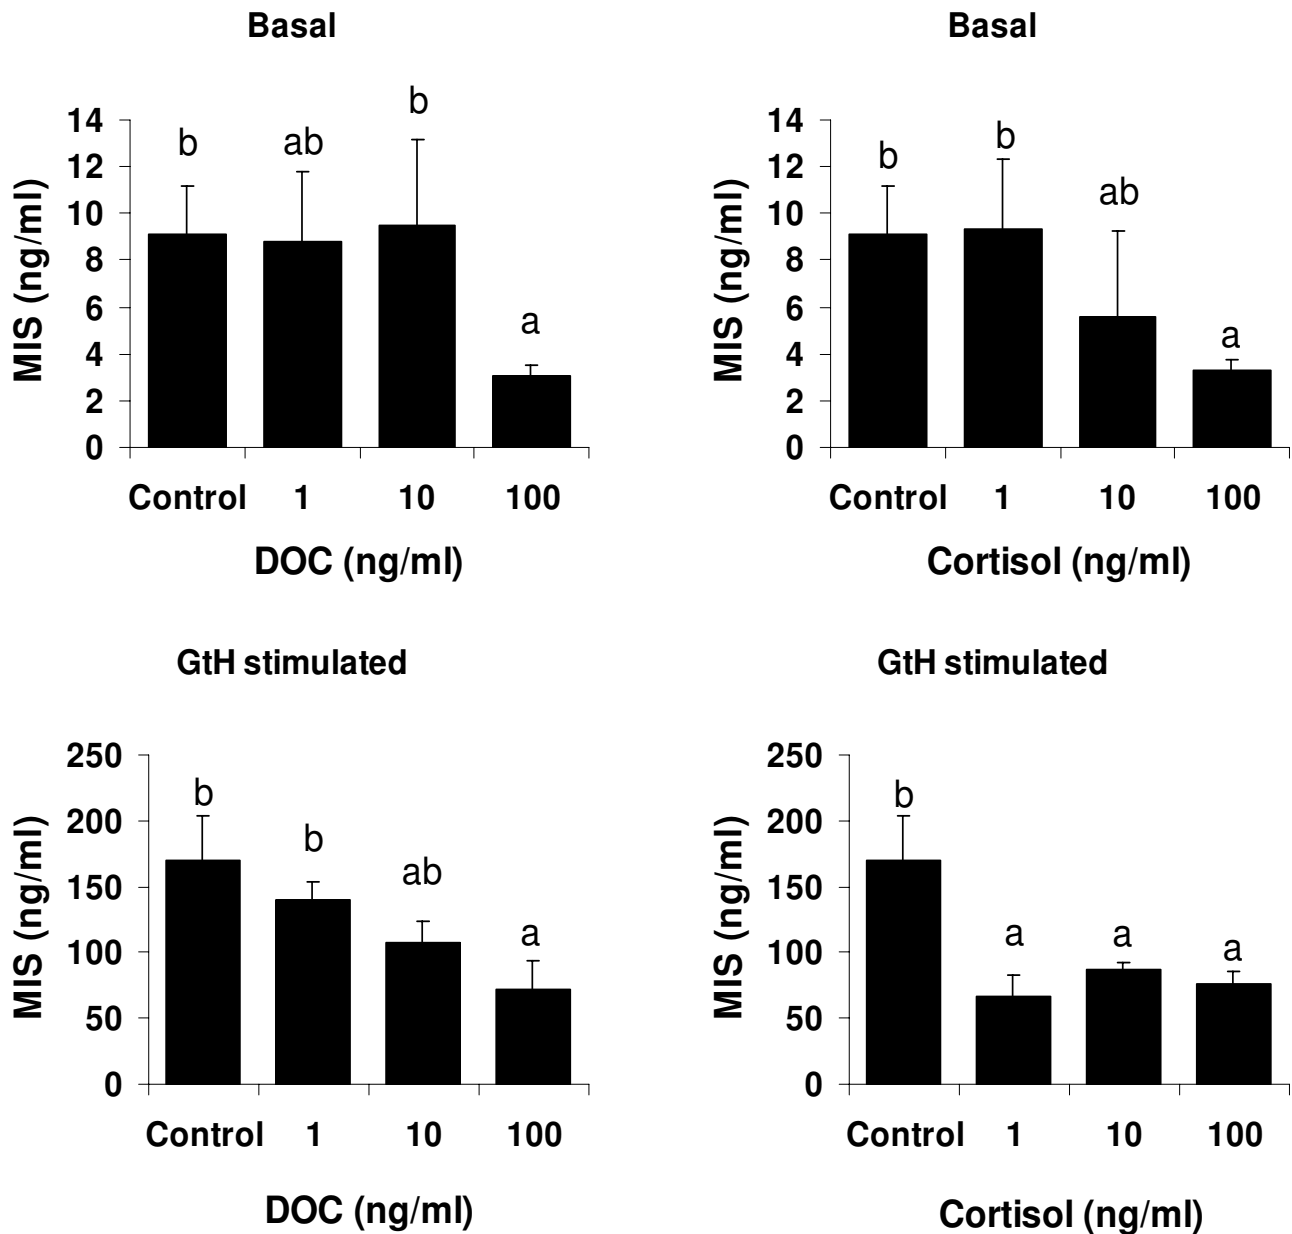 Basal
14
12
10
8
6
4
2
0
MIS (ng/ml)
b
ab
b
a
Control 1 10 100
DOC (ng/ml)
Basal
14
12
10
8
6
4
2
0
MIS (ng/ml)
b
b
ab
a
Control 1 10 100
Cortisol (ng/ml)
GtH stimulated
250
200
150
100
50
0
MIS (ng/ml)
b
b
ab
a
Control 1 10 100
DOC (ng/ml)
GtH stimulated
250
200
150
100
50
0
MIS (ng/ml)
b
a
a
a
Control 1 10 100
Cortisol (ng/ml)